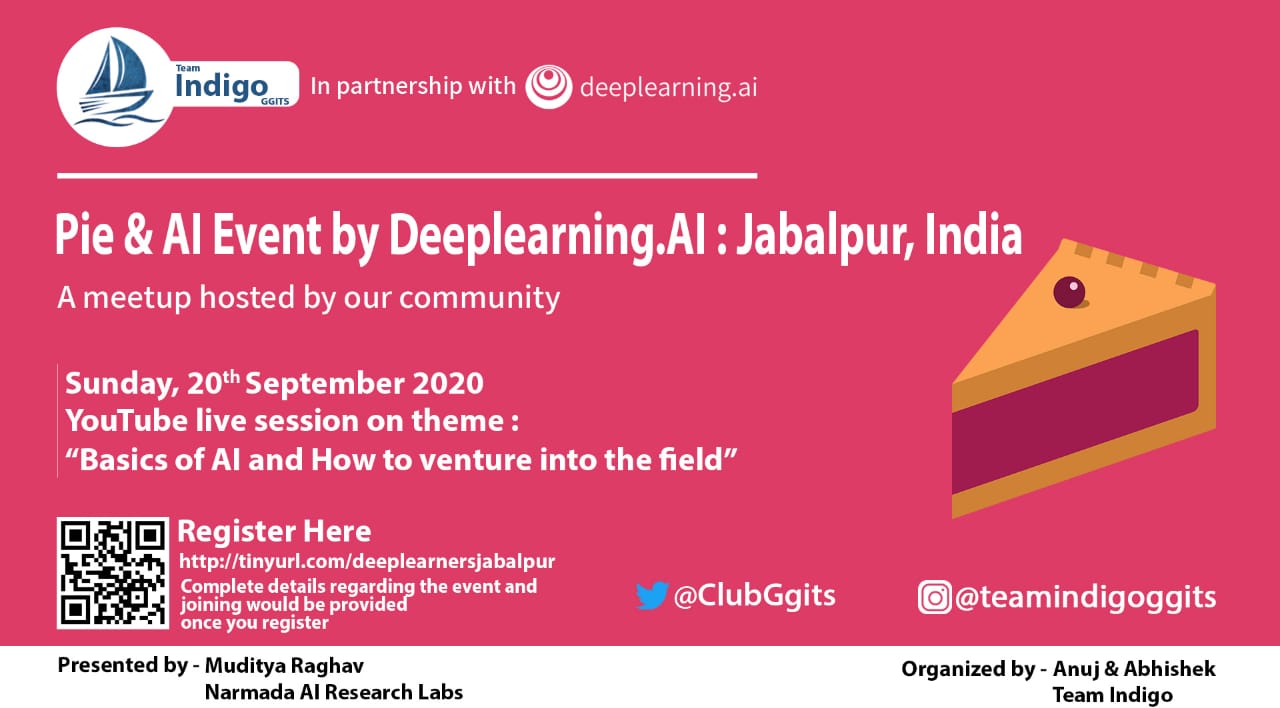 Team
Indigo
GGITS
In partnership with deeplearning.ai
Pie & AI Event by Deeplearning.AI : Jabalpur, India
A meetup hosted by our community
Sunday, 20th September 2020
YouTube live session on theme :
“Basics of AI and How to venture into the field”
Register Here
http://tinyurl.com/deeplearnersjabalpur
Complete details regarding the event and
joining would be provided
once you register
@ClubGgits
@teamindigoggits
Presented by - Muditya Raghav
Narmada AI Research Labs
Organized by - Anuj & Abhishek
Team Indigo